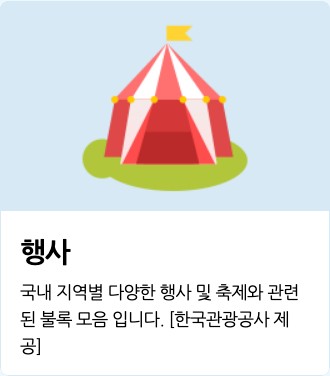 행사
국내 지역별 다양한 행사 및 축제와 관련
된 불록 모음 입니다. [한국관광공사 제
공]